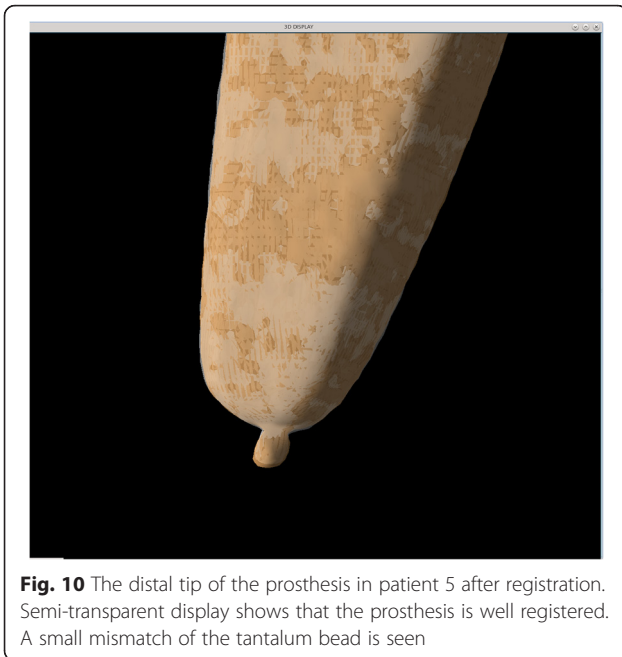 3D DISPLAY
Fig. 10 The distal tip of the prosthesis in patient 5 after registration.
Semi-transparent display shows that the prosthesis is well registered.
A small mismatch of the tantalum bead is seen